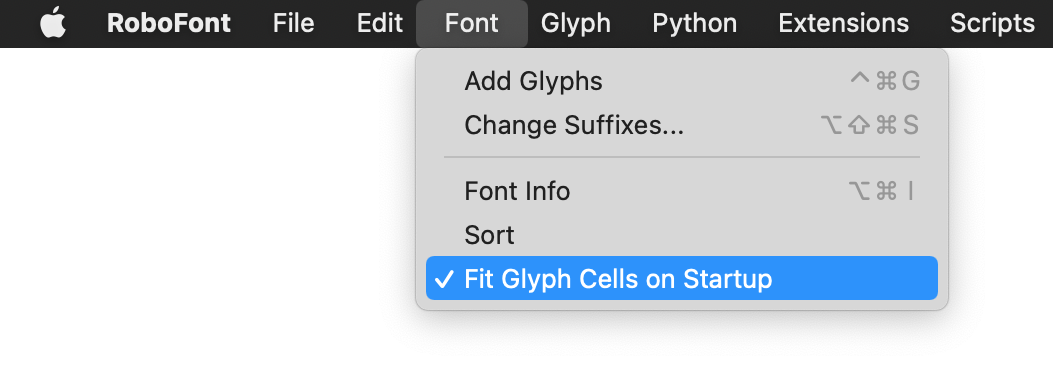 RoboFont File Edit Font Glyph Python Extensions Scripts
Add Glyphs ^⌘G
Change Suffixes... ⌥⇧⌘S
Font Info ⌥⌘I
Sort
✓ Fit Glyph Cells on Startup